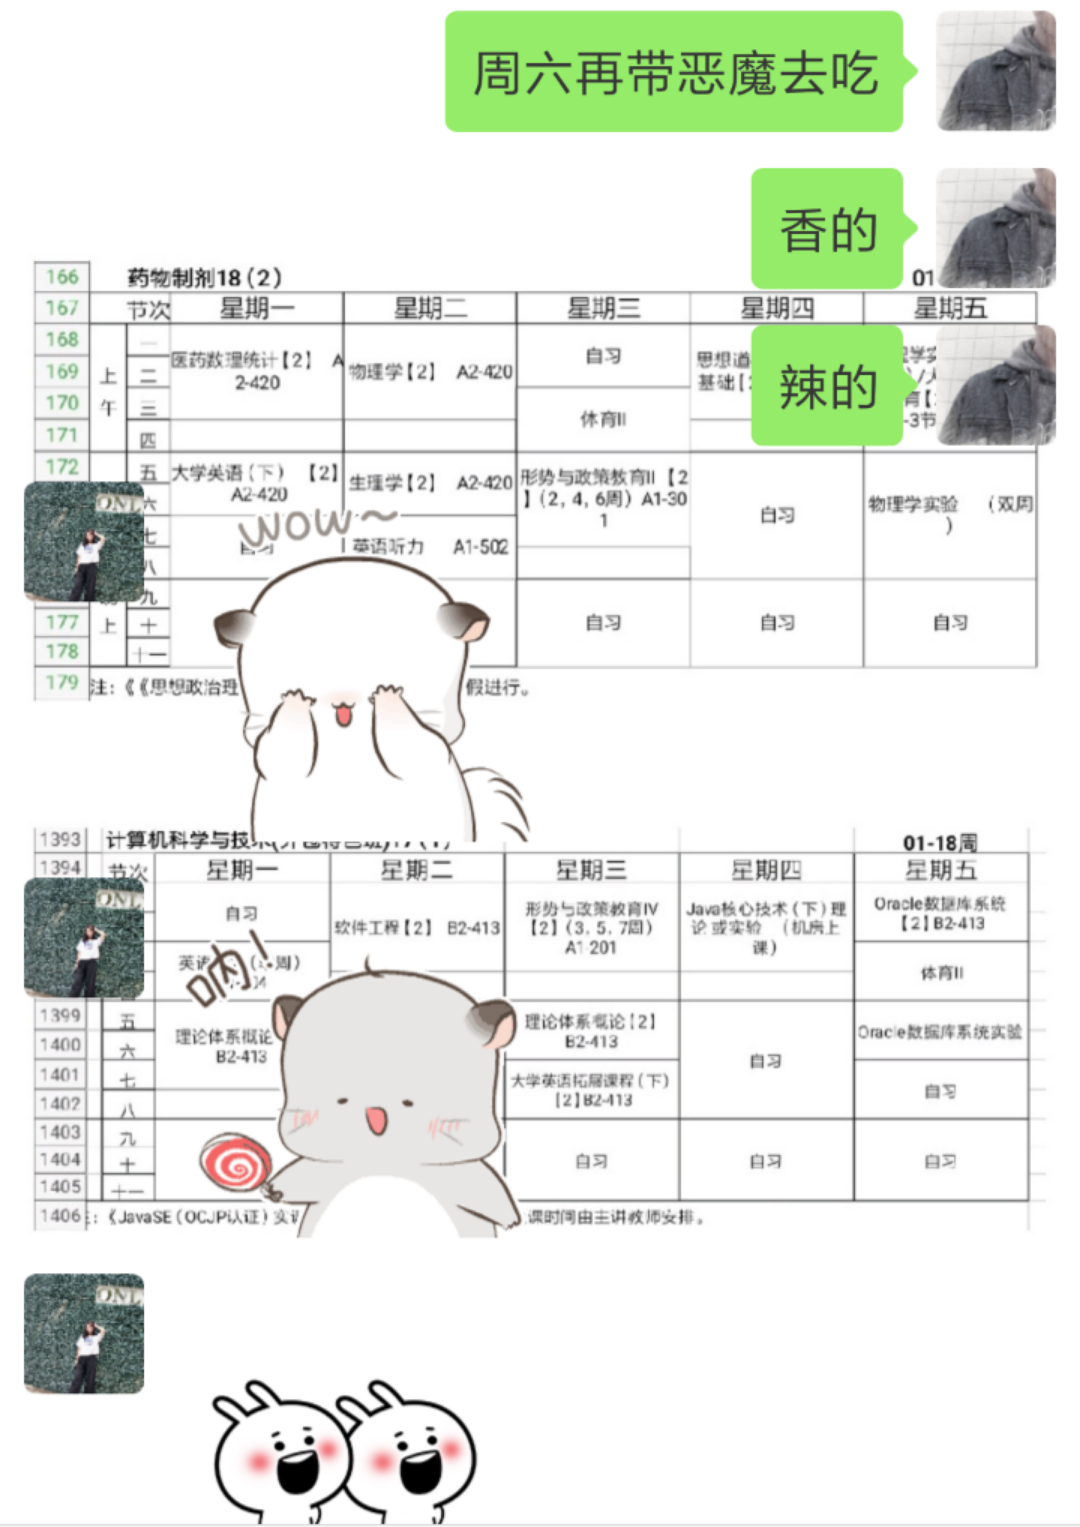 周六再带恶魔去吃
香的
辣的
166 药物制剂18（2） 01
167 节次 星期一 星期二 星期三 星期四 星期五
168 一
169 二
170 三
171 四
上午
医药数理统计【2】 A
2-420
物理学【2】 A2-420
自习
体育II
思想道
基础【
育【
-3节
172 五
六
七
八
大学英语（下）【2】
A2-420
生理学【2】 A2-420
英语听力 A1-502
形势与政策教育II【2
】（2，4，6周）A1-30
1
自习
物理学实验 （双周
）
wow~
九
177 上 十
178 十一
自习 自习 自习
179 注：《《思想政治理
假进行。
1393 计算机科学与技 01-18周
1394 节次 星期一 星期二 星期三 星期四 星期五
自习
软件工程【2】 B2-413
形势与政策教育IV
【2】（3，5，7周）
A1-201
Java核心技术（下）理
论或实验 （机房上
课）
Oracle数据库系统
【2】B2-413
体育II
呐！
1399 五
1400 六
1401 七
1402 八
理论体系概论
B2-413
理论体系概论【2】
B2-413
大学英语拓展课程（下）
【2】B2-413
自习
Oracle数据库系统实验
自习
1403 九
1404 十
1405 十一
自习 自习 自习
1406 ：《JavaSE（OCJP认证）实
课时间由主讲教师安排。